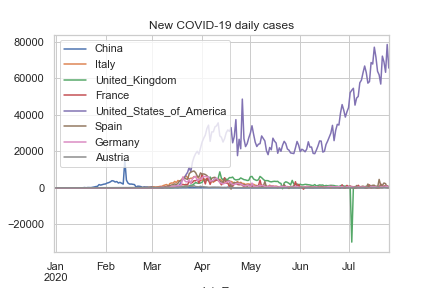 New COVID-19 daily cases
80000
60000
40000
20000
0
−20000
China
Italy
United_Kingdom
France
United_States_of_America
Spain
Germany
Austria
Jan Feb Mar Apr May Jun Jul
2020